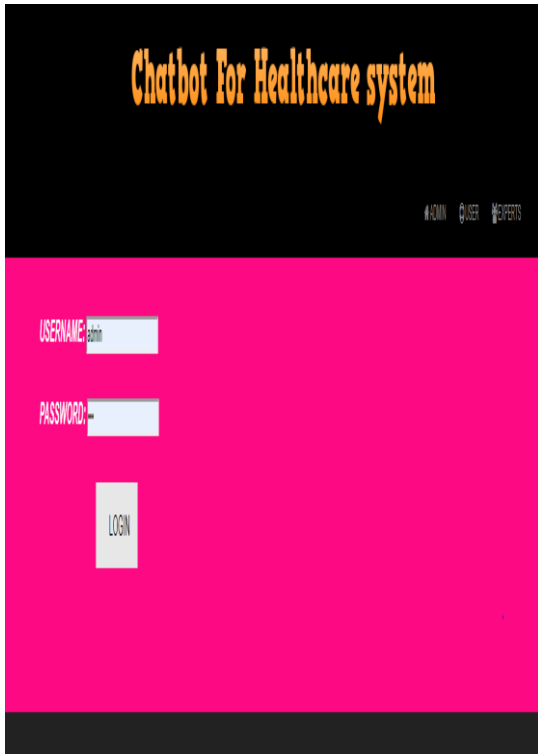 Chatbot For Healthcare system
ADMIN USER EXPERTS
USERNAME: admin
PASSWORD:
LOGIN